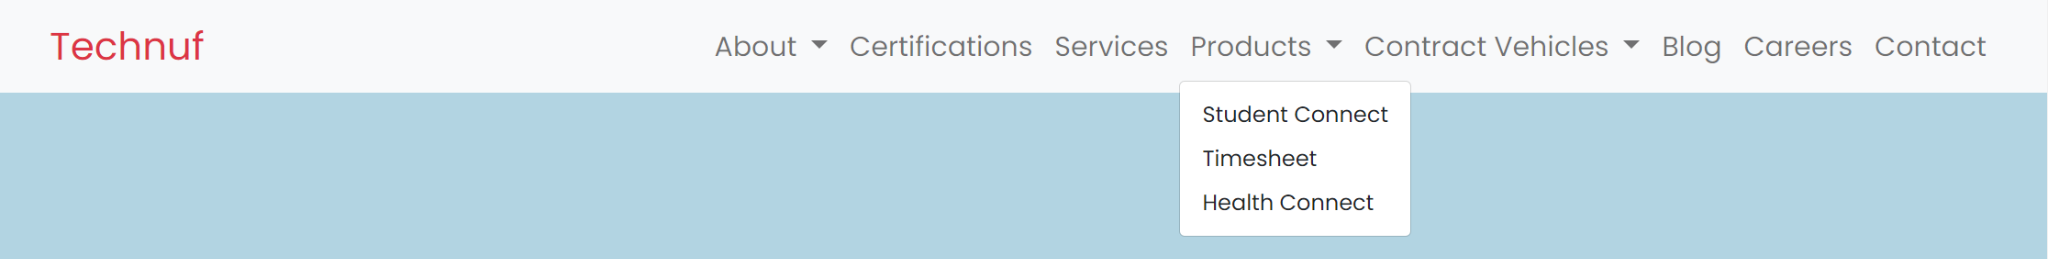 Technuf About Certifications Services Products Contract Vehicles Blog Careers Contact
Student Connect
Timesheet
Health Connect